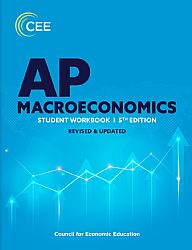 CEE
AP
MACROECONOMICS
STUDENT WORKBOOK | 5TH EDITION
REVISED & UPDATED
Council for Economic Education